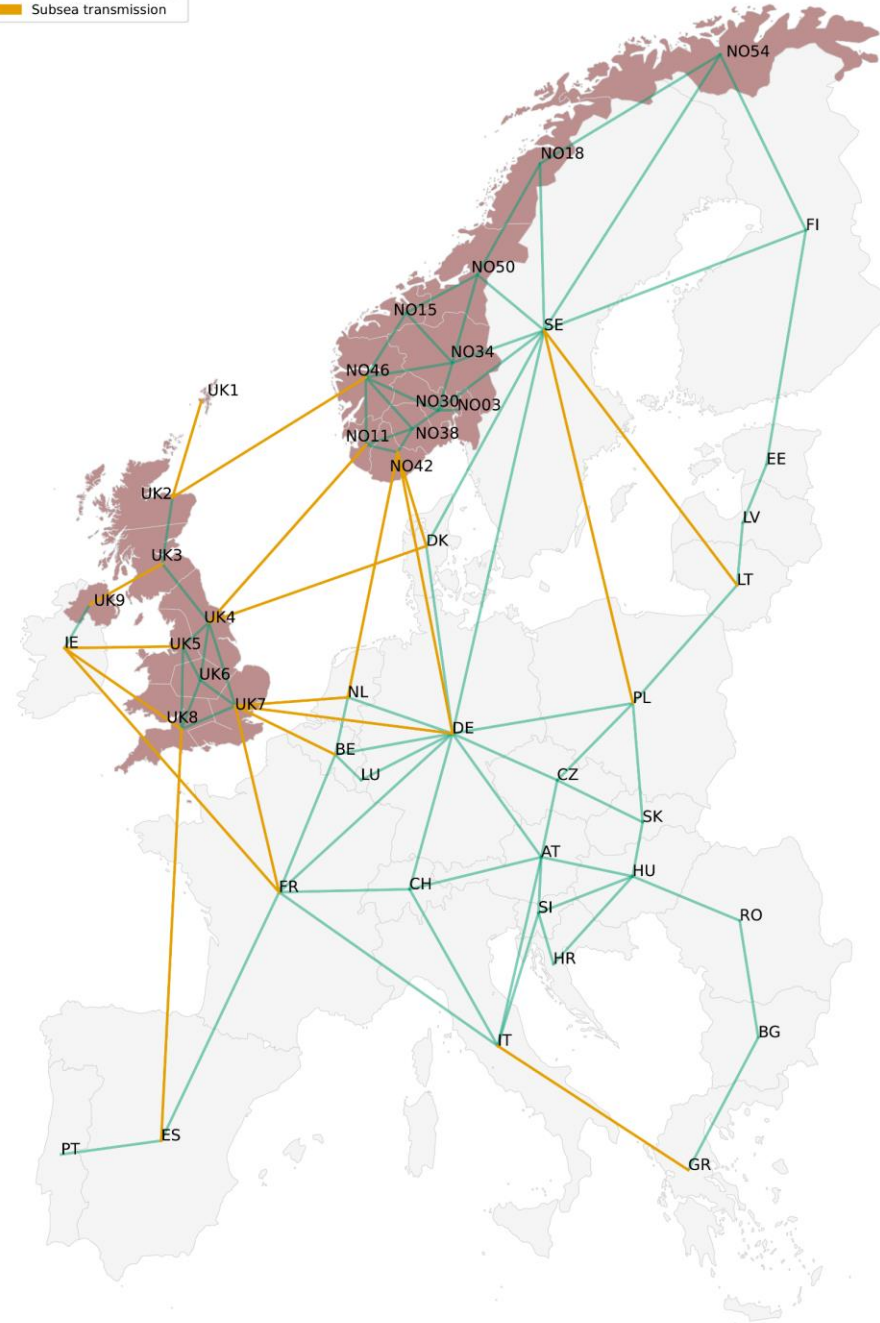 Subsea transmission
NO54
NO18
FI
NO50
NO15
SE
NO34
NO46
UK1
NO30
NO03
NO11
NO38
NO42
EE
UK2
LV
DK
UK3
LT
UK9
UK4
IE
UK5
UK6
NL
UK7
PL
UK8
DE
BE
LU
CZ
SK
AT
HU
FR
CH
SI
RO
HR
BG
IT
ES
PT
GR